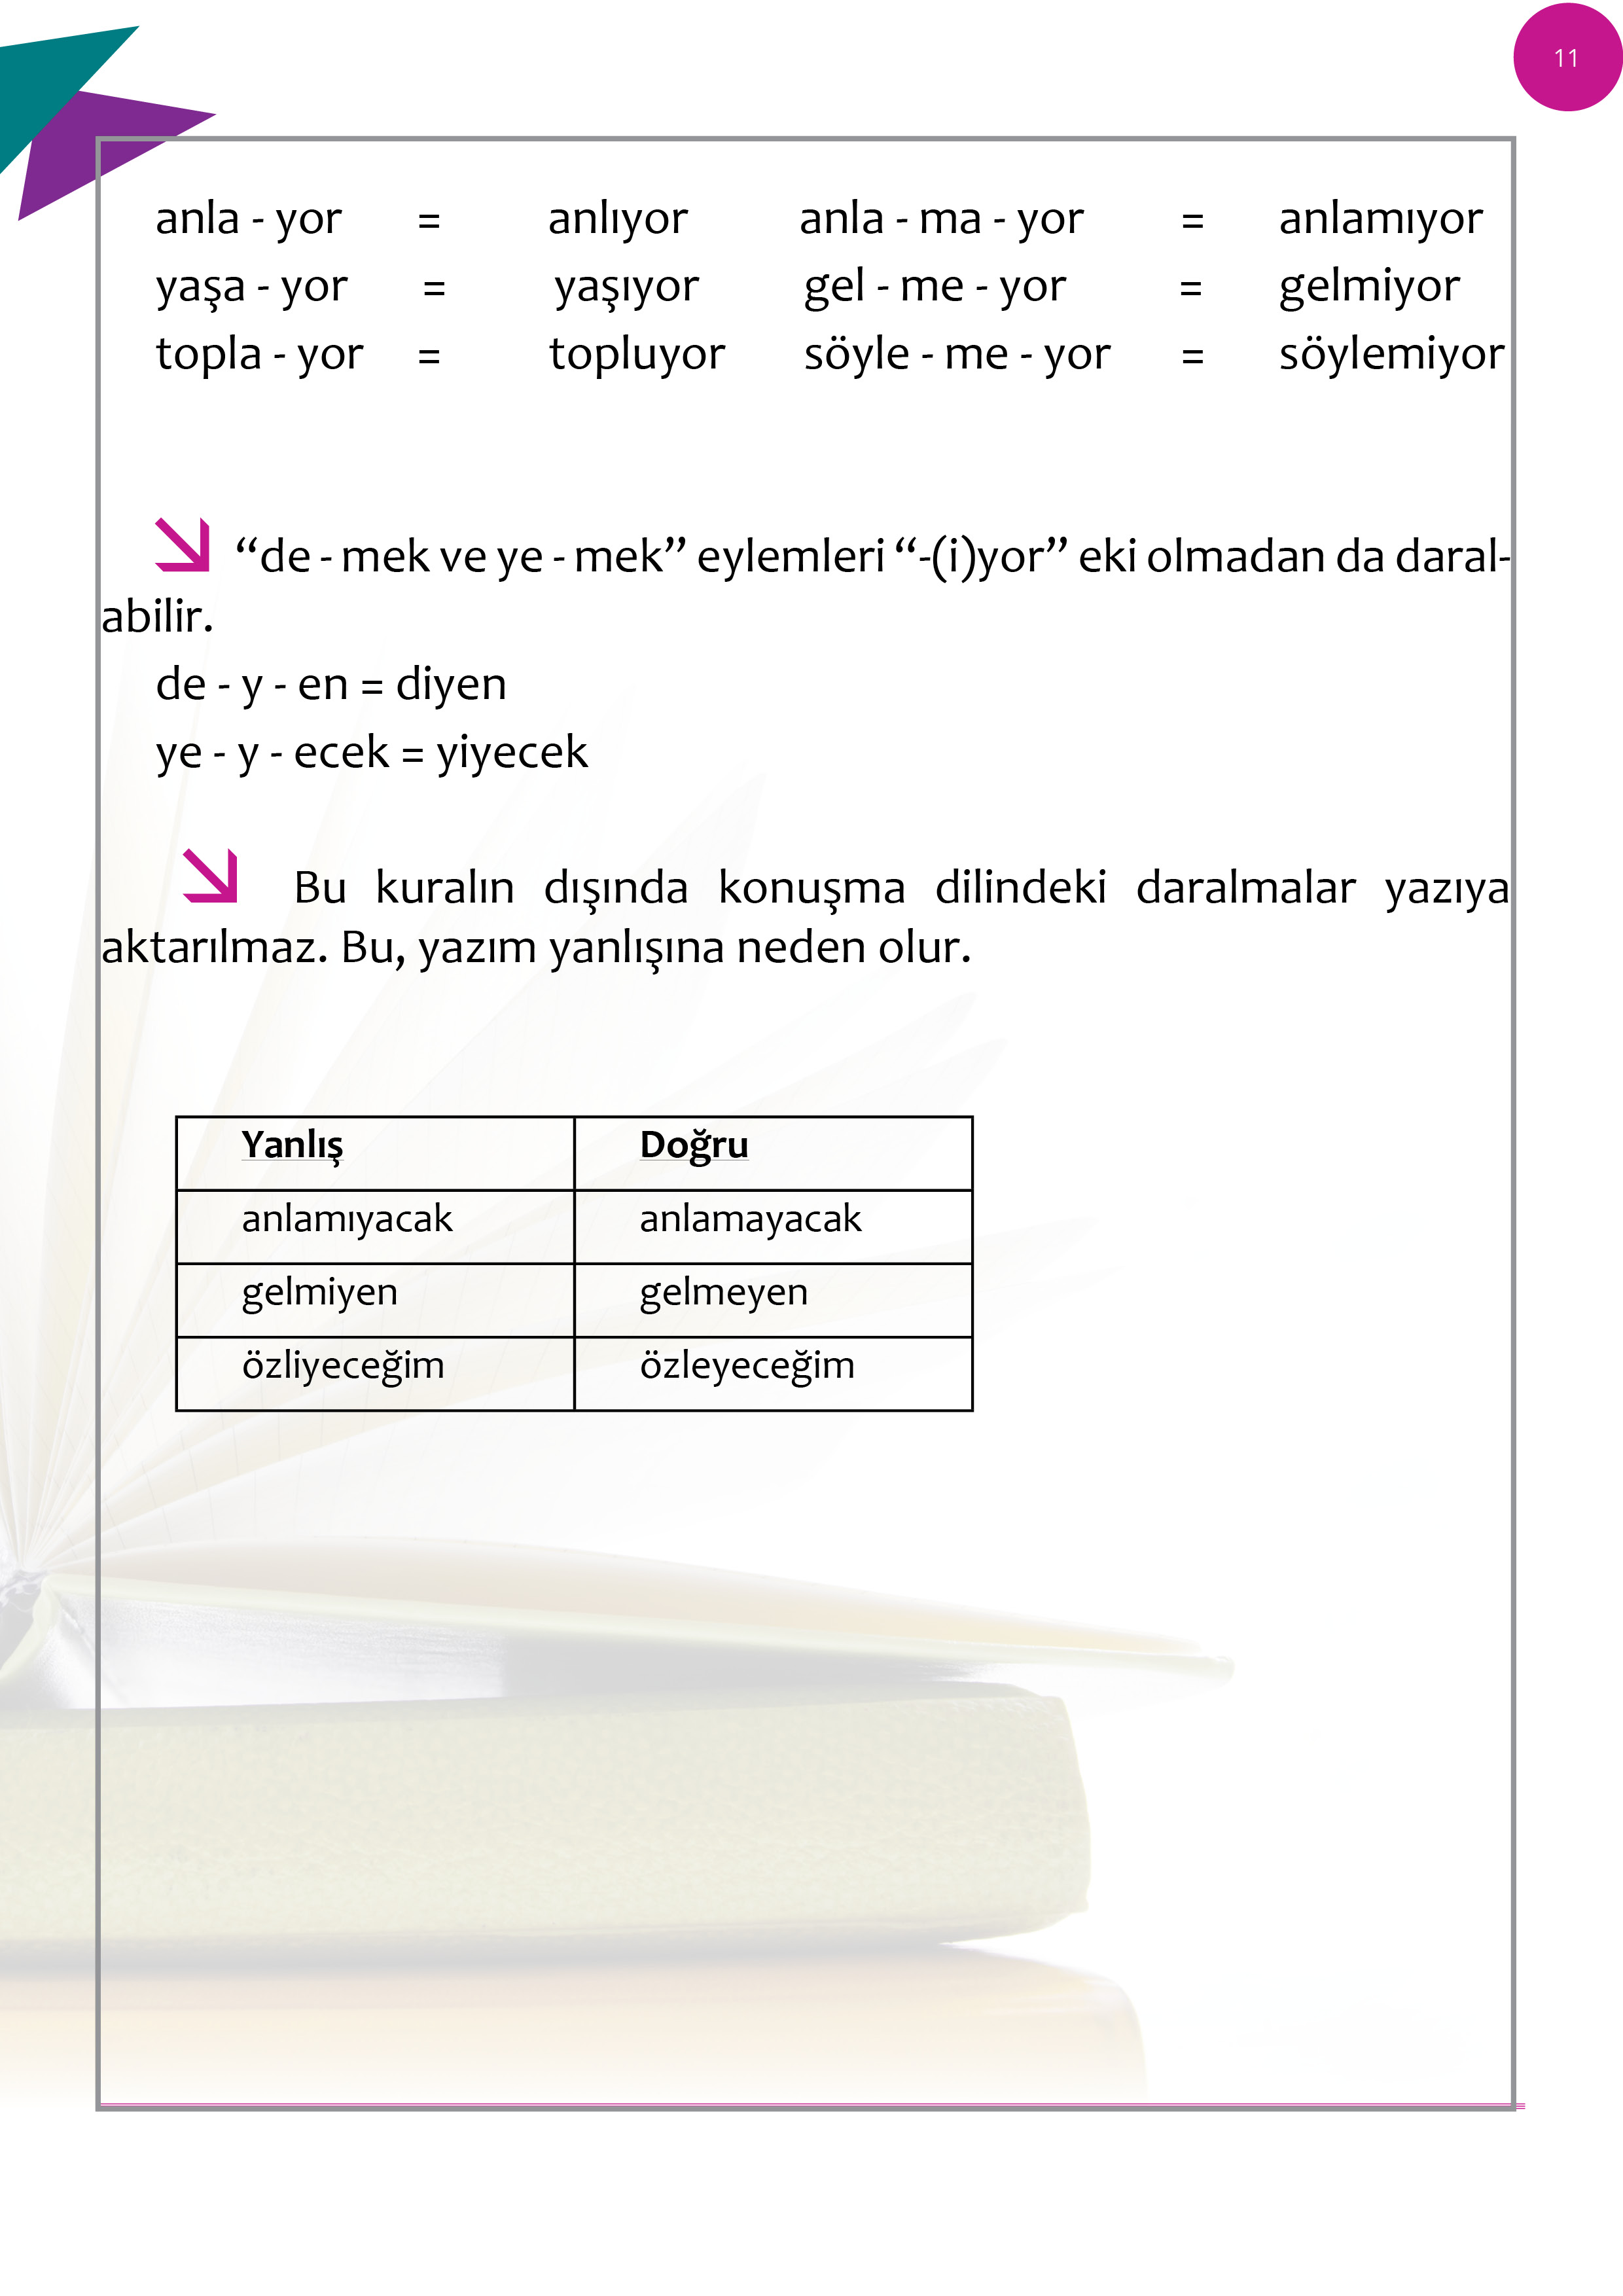 11
anla - yor = anlıyor anla - ma - yor = anlamıyor
yaşa - yor = yaşıyor gel - me - yor = gelmiyor
topla - yor = topluyor söyle - me - yor = söylemiyor
“de - mek ve ye - mek” eylemleri “-(i)yor” eki olmadan da daral-
abilir.
de - y - en = diyen
ye - y - ecek = yiyecek
Bu kuralın dışında konuşma dilindeki daralmalar yazıya
aktarılmaz. Bu, yazım yanlışına neden olur.
Yanlış Doğru
anlamıyacak anlamayacak
gelmiyen gelmeyen
özliyeceğim özleyeceğim